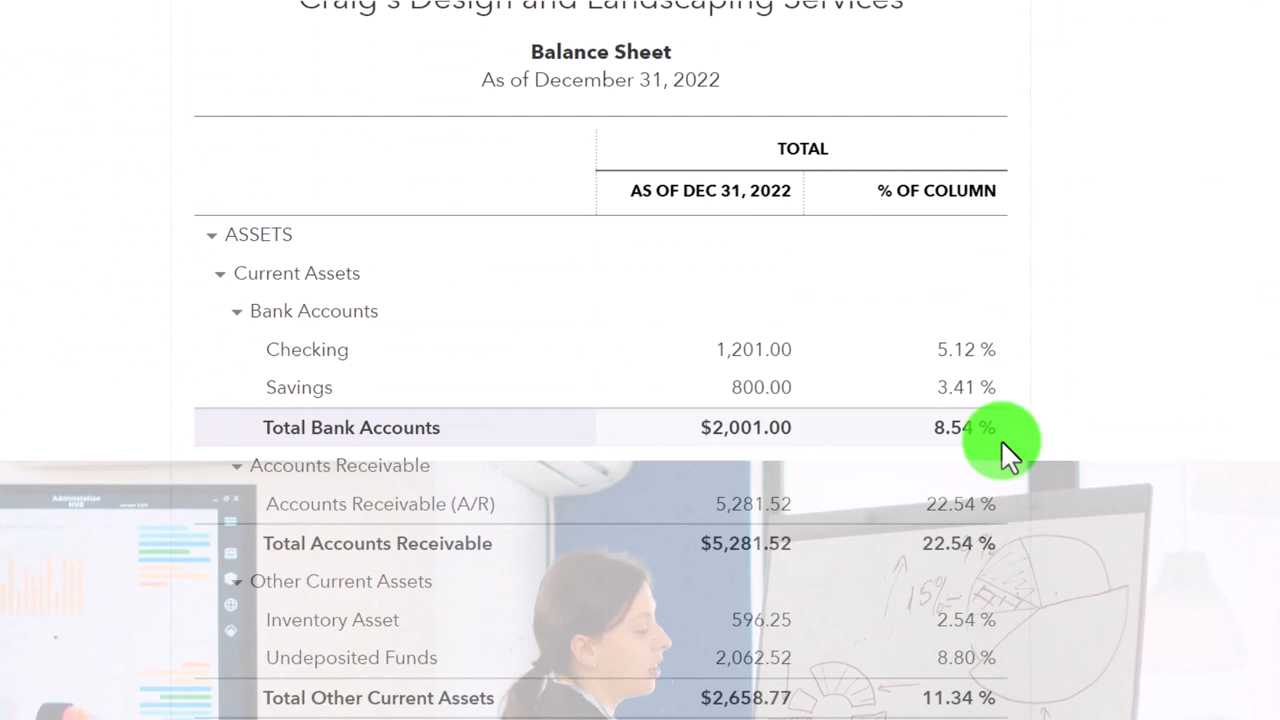 Craig's Design and Landscaping Services
Balance Sheet
As of December 31, 2022
TOTAL
AS OF DEC 31, 2022 % OF COLUMN
ASSETS
Current Assets
Bank Accounts
Checking 1,201.00 5.12 %
Savings 800.00 3.41 %
Total Bank Accounts $2,001.00 8.54 %
Accounts Receivable
Administation
HUB
Accounts Receivable (A/R) 5,281.52 22.54 %
Total Accounts Receivable $5,281.52 22.54 %
Other Current Assets
15%
Inventory Asset 596.25 2.54 %
Undeposited Funds 2,062.52 8.80 %
Total Other Current Assets $2,658.77 11.34 %